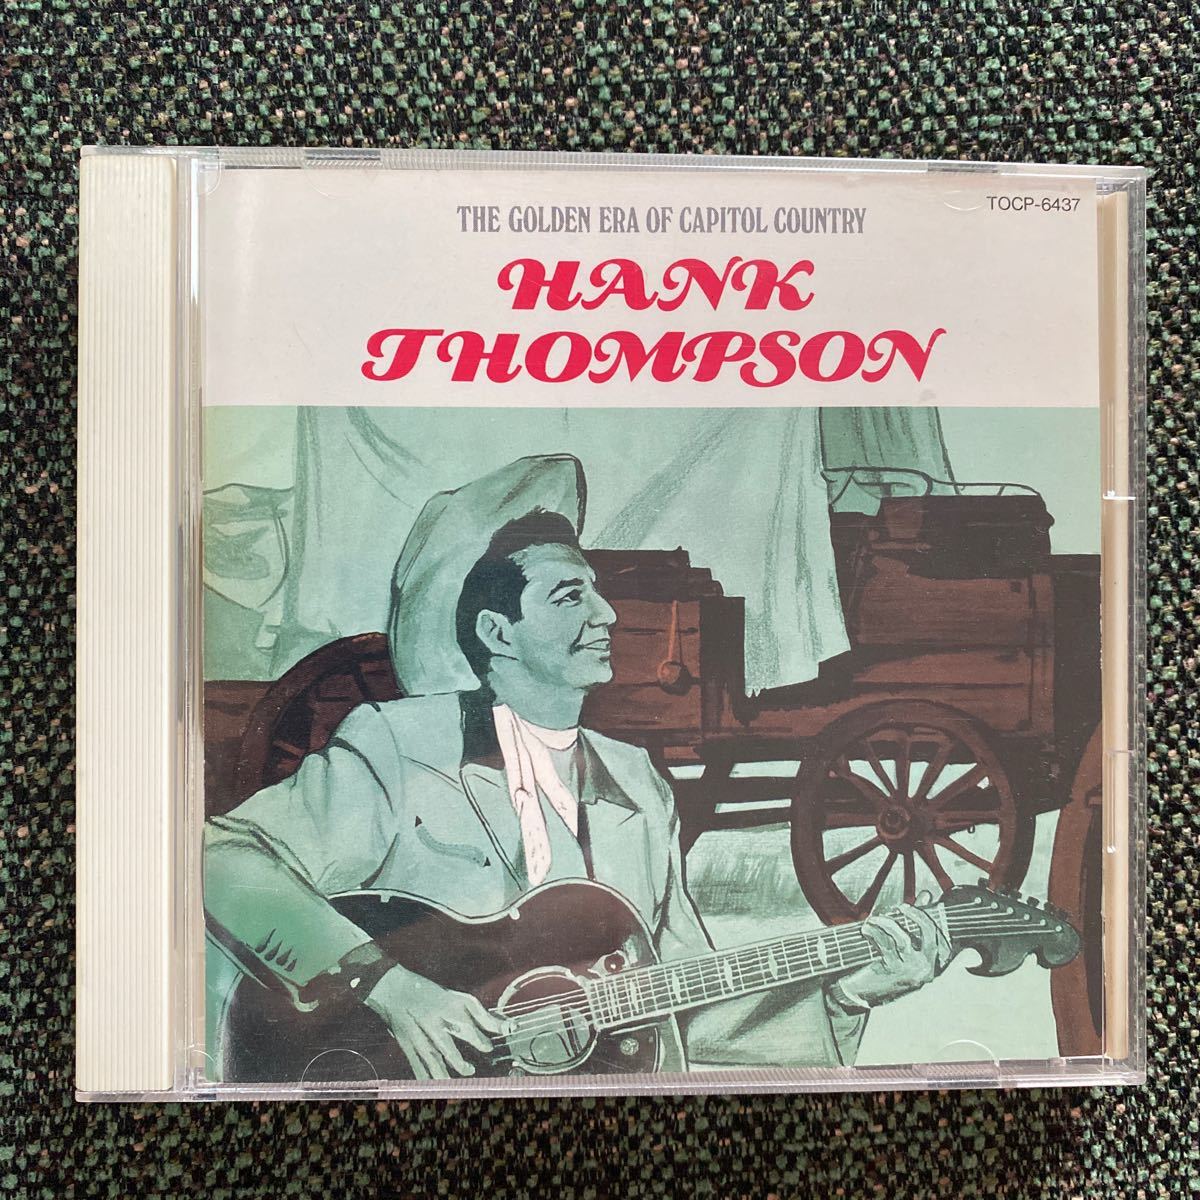 TOCP-6437
THE GOLDEN ERA OF CAPITOL COUNTRY
HANK
THOMPSON